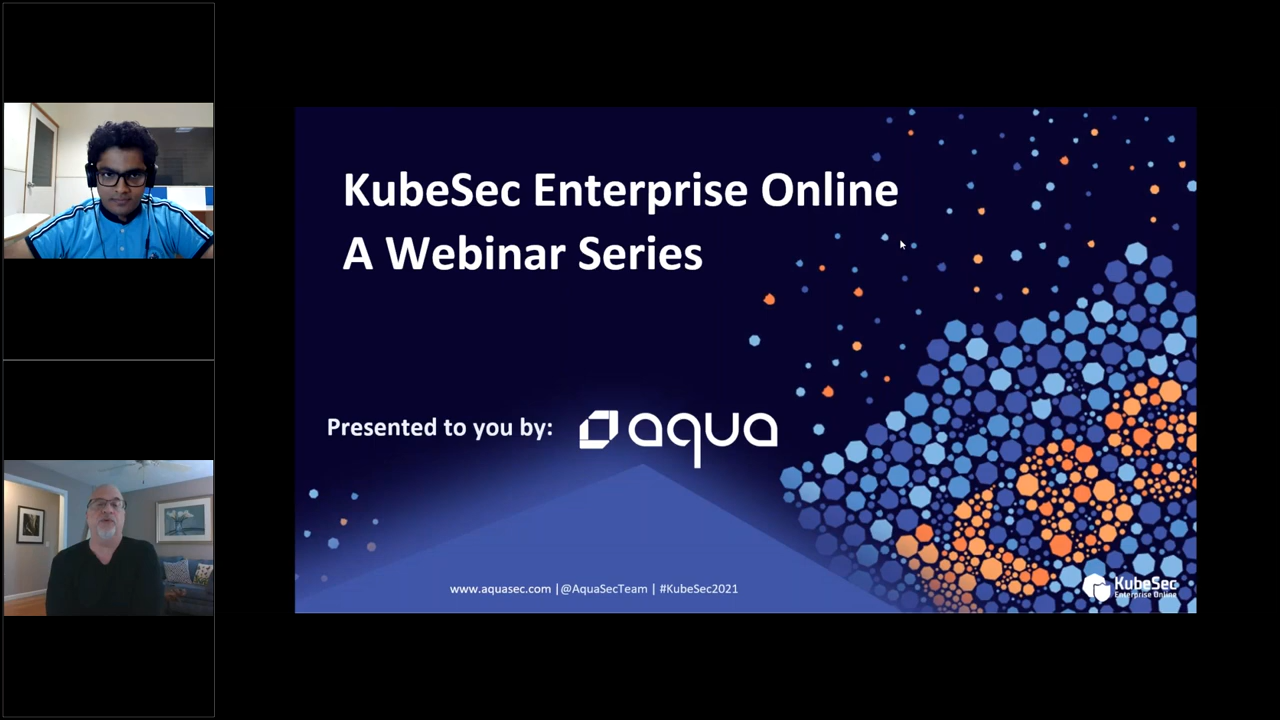 KubeSec Enterprise Online
A Webinar Series
Presented to you by: aqua
www.aquasec.com |@AquaSecTeam | #KubeSec2021
KubeSec
Enterprise Online